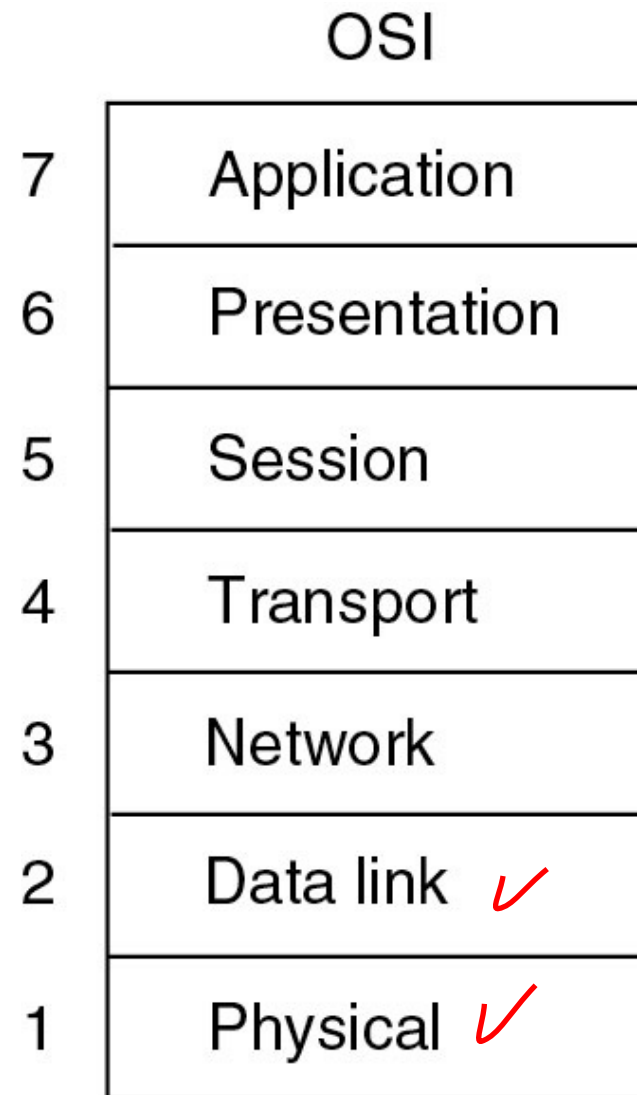 OSI
7 Application
6 Presentation
5 Session
4 Transport
3 Network
2 Data link
1 Physical